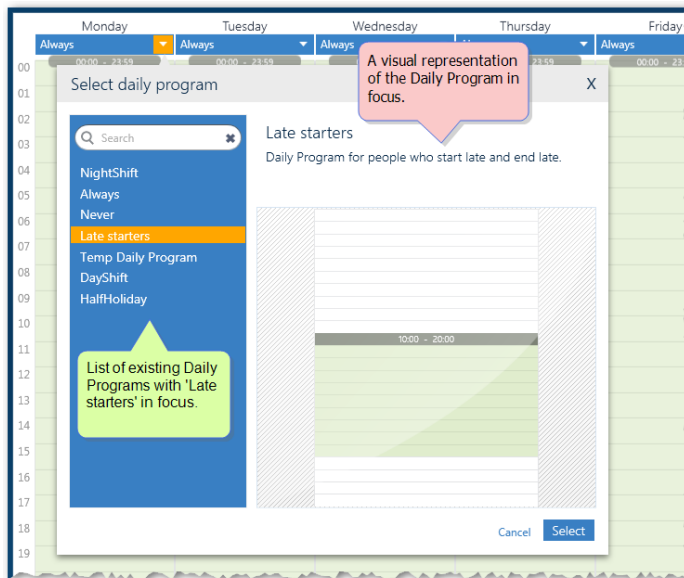 Monday Tuesday Wednesday Thursday Friday
Always Always Always Always
00:00 - 23:59 00:00 - 23:59 23:59 00:00 - 23
A visual representation
of the Daily Program in
focus.
Select daily program X
Search
Late starters
Daily Program for people who start late and end late.
NightShift
Always
Never
Late starters
Temp Daily Program
DayShift
HalfHoliday
10:00 - 20:00
List of existing Daily
Programs with 'Late
starters' in focus.
Cancel Select
00
01
02
03
04
05
06
07
08
09
10
11
12
13
14
15
16
17
18
19